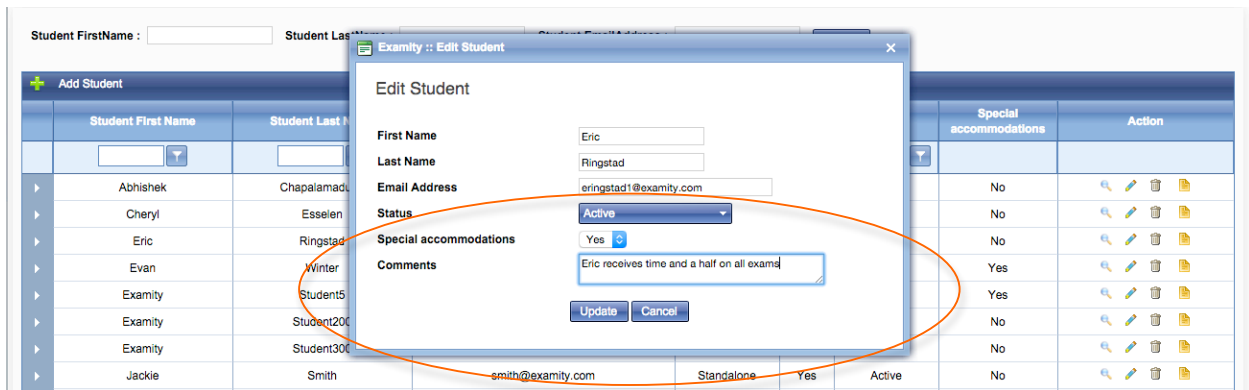 Student FirstName :
Student Las
Examity :: Edit Student
Add Student
Student First Name
Student Last N
Special accommodations
Action
Edit Student
First Name Eric
Last Name Ringstad
Email Address eringstad1@examity.com
Status Active
Special accommodations Yes
Comments Eric receives time and a half on all exams
Update Cancel
Abhishek Chapalamadu No
Cheryl Esselen No
Eric Ringstad No
Evan Winter Yes
Examity Student5 Yes
Examity Student200 No
Examity Student300 No
Jackie Smith smith@examity.com Standalone Yes Active No